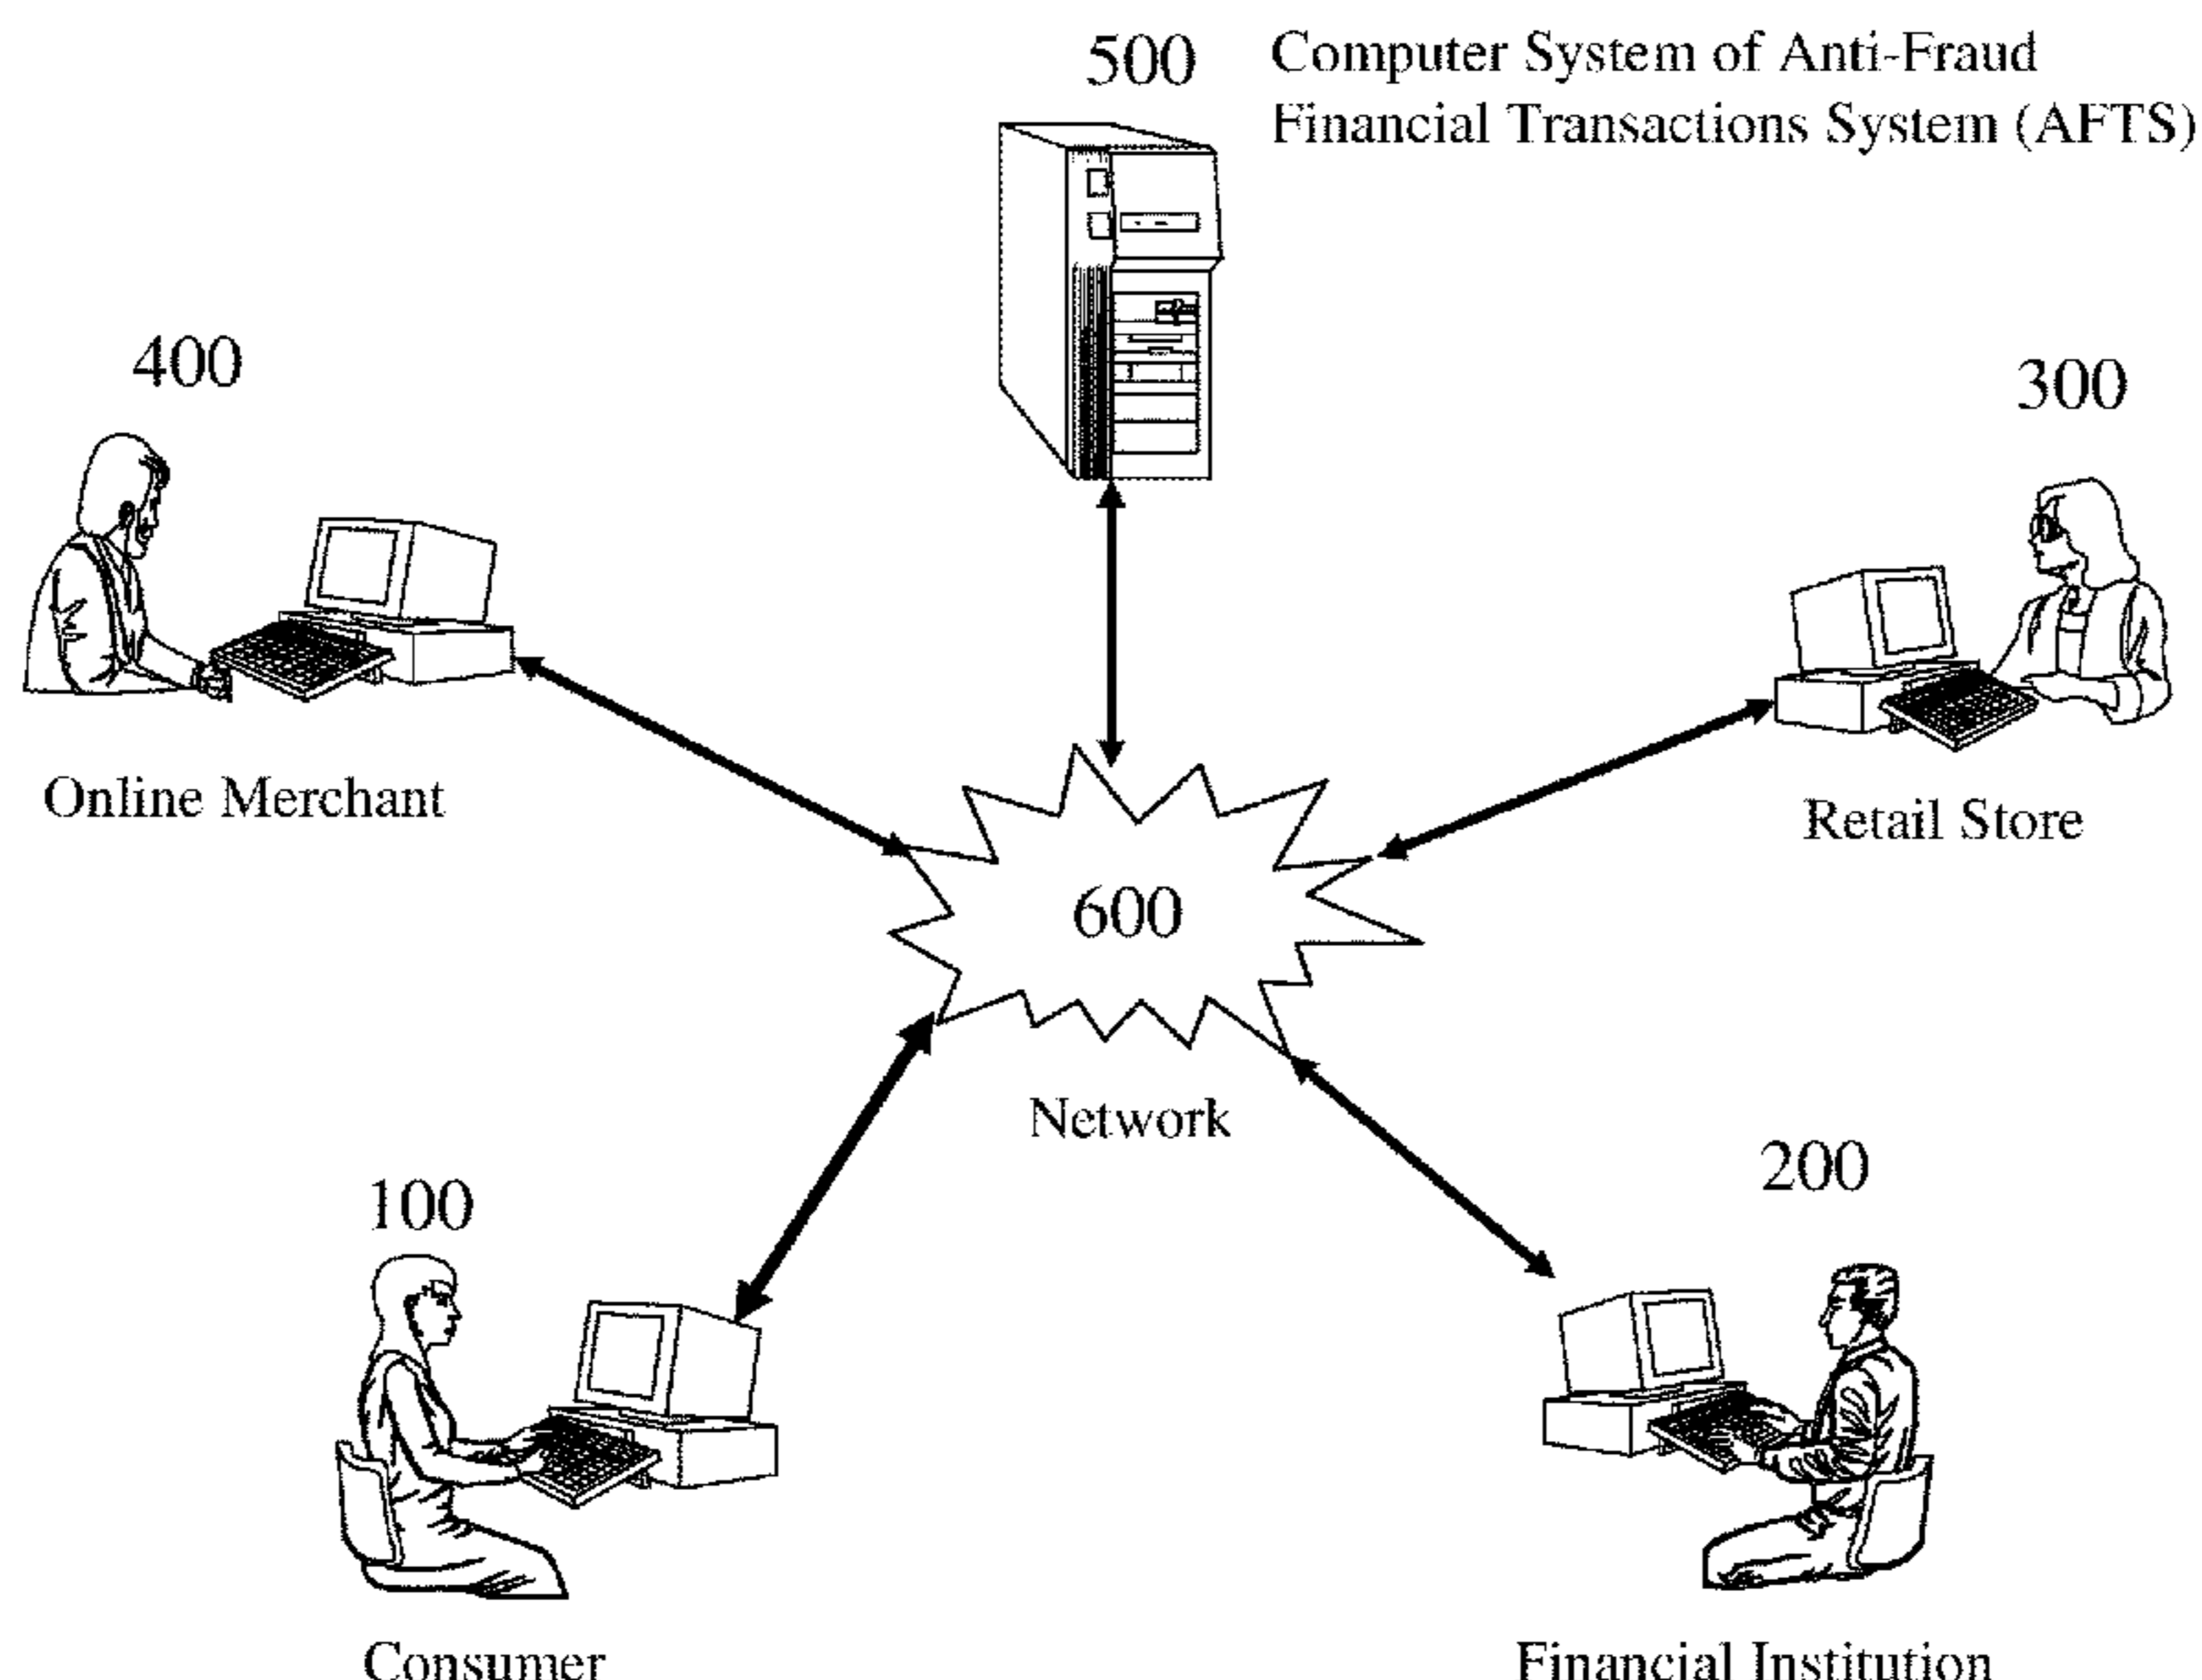 500
Computer System of Anti-Fraud
Financial Transactions System (AFTS)
400
300
Online Merchant
Retail Store
600
Network
100
200
Consumer
Financial Institution